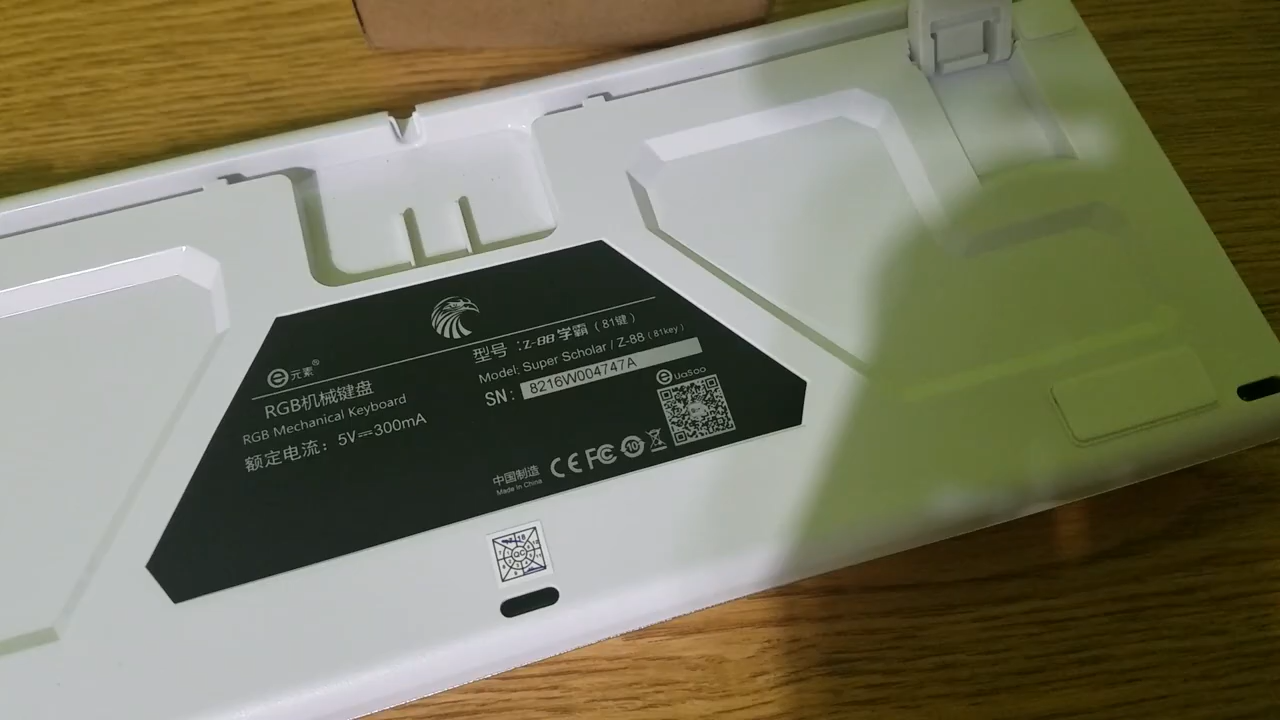 元素®
RGB机械键盘
RGB Mechanical Keyboard
额定电流：5V⎓300mA
型号：Z-88 学霸（81键）
Model: Super Scholar / Z-88（81key）
SN: 8216W004747A
uasoo
中国制造
Made In China
CE FC 10
QC